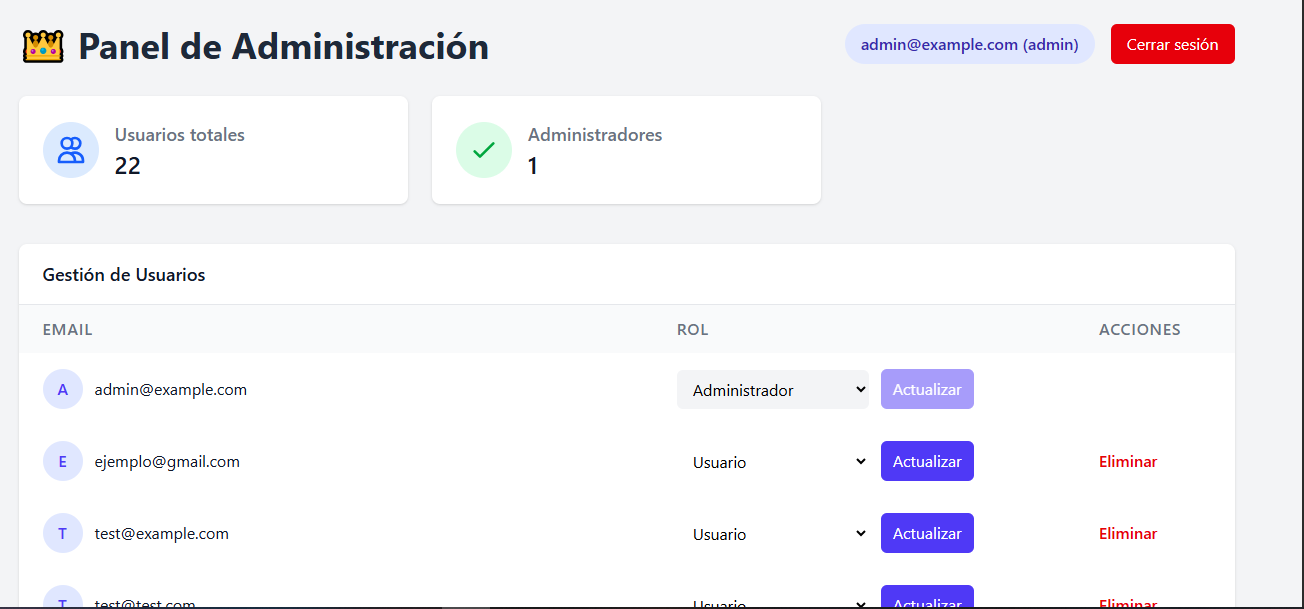 Panel de Administración
admin@example.com (admin)
Cerrar sesión
Usuarios totales
22
Administradores
1
Gestión de Usuarios
EMAIL ROL ACCIONES
A admin@example.com Administrador Actualizar
E ejemplo@gmail.com Usuario Actualizar Eliminar
T test@example.com Usuario Actualizar Eliminar
T test@test.com Usuario Actualizar Eliminar